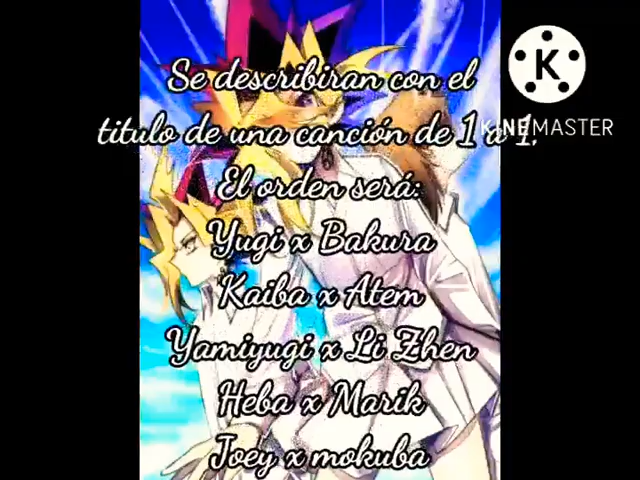 Se describiran con el
titulo de una canción de 1 a 1.
El orden será:
Yugi x Bakura
Kaiba x Atem
Yamiyugi x Li Zhen
Heba x Marik
Joey x mokuba
K
KINEMASTER